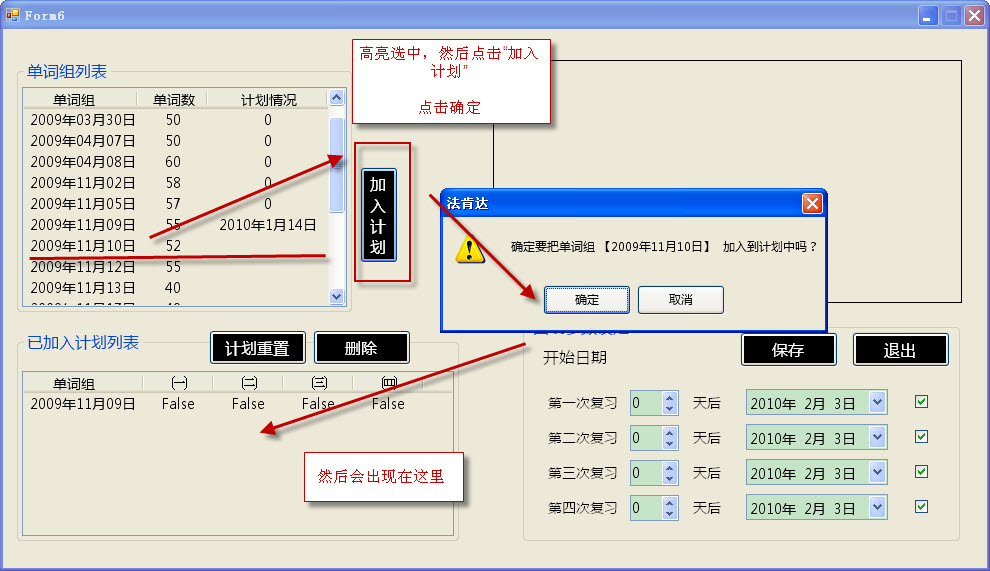 Form6
高亮选中，然后点击“加入
计划”
点击确定
单词组列表
单词组 单词数 计划情况
2009年03月30日 50 0
2009年04月07日 50 0
2009年04月08日 60 0
2009年11月02日 58 0
2009年11月05日 57 0
2009年11月09日 55 2010年1月14日
2009年11月10日 52
2009年11月12日 55
2009年11月13日 40
加
入
计
划
法肯达
确定要把单词组 【2009年11月10日】 加入到计划中吗？
确定 取消
已加入计划列表 计划重置 删除
单词组 (一) (二) (三) (四)
2009年11月09日 False False False False
然后会出现在这里
开始日期 保存 退出
第一次复习 0 天后 2010年 2月 3日
第二次复习 0 天后 2010年 2月 3日
第三次复习 0 天后 2010年 2月 3日
第四次复习 0 天后 2010年 2月 3日